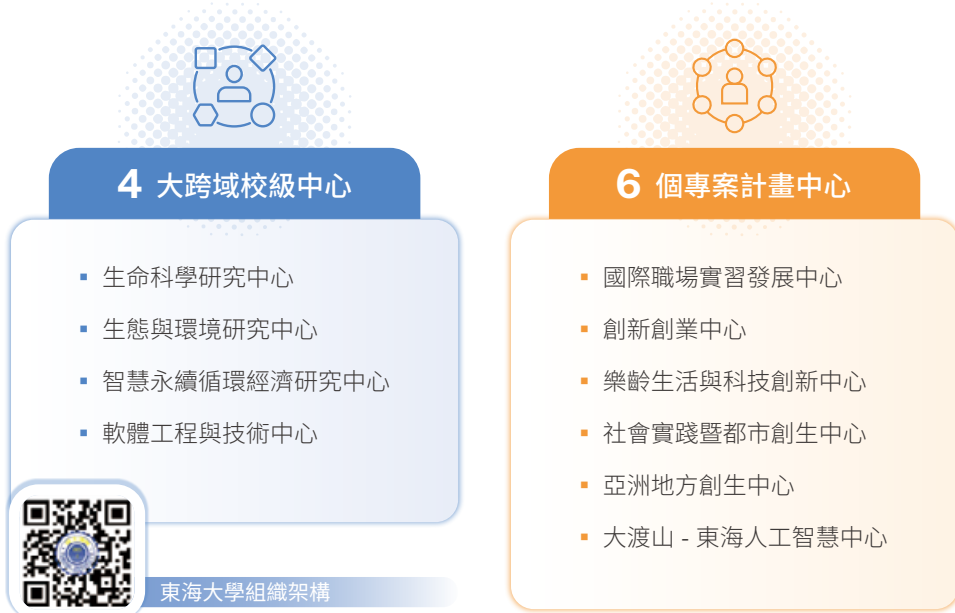 4 大跨域校級中心
▪ 生命科學研究中心
▪ 生態與環境研究中心
▪ 智慧永續循環經濟研究中心
▪ 軟體工程與技術中心
東海大學組織架構
6 個專案計畫中心
▪ 國際職場實習發展中心
▪ 創新創業中心
▪ 樂齡生活與科技創新中心
▪ 社會實踐暨都市創生中心
▪ 亞洲地方創生中心
▪ 大渡山 - 東海人工智慧中心